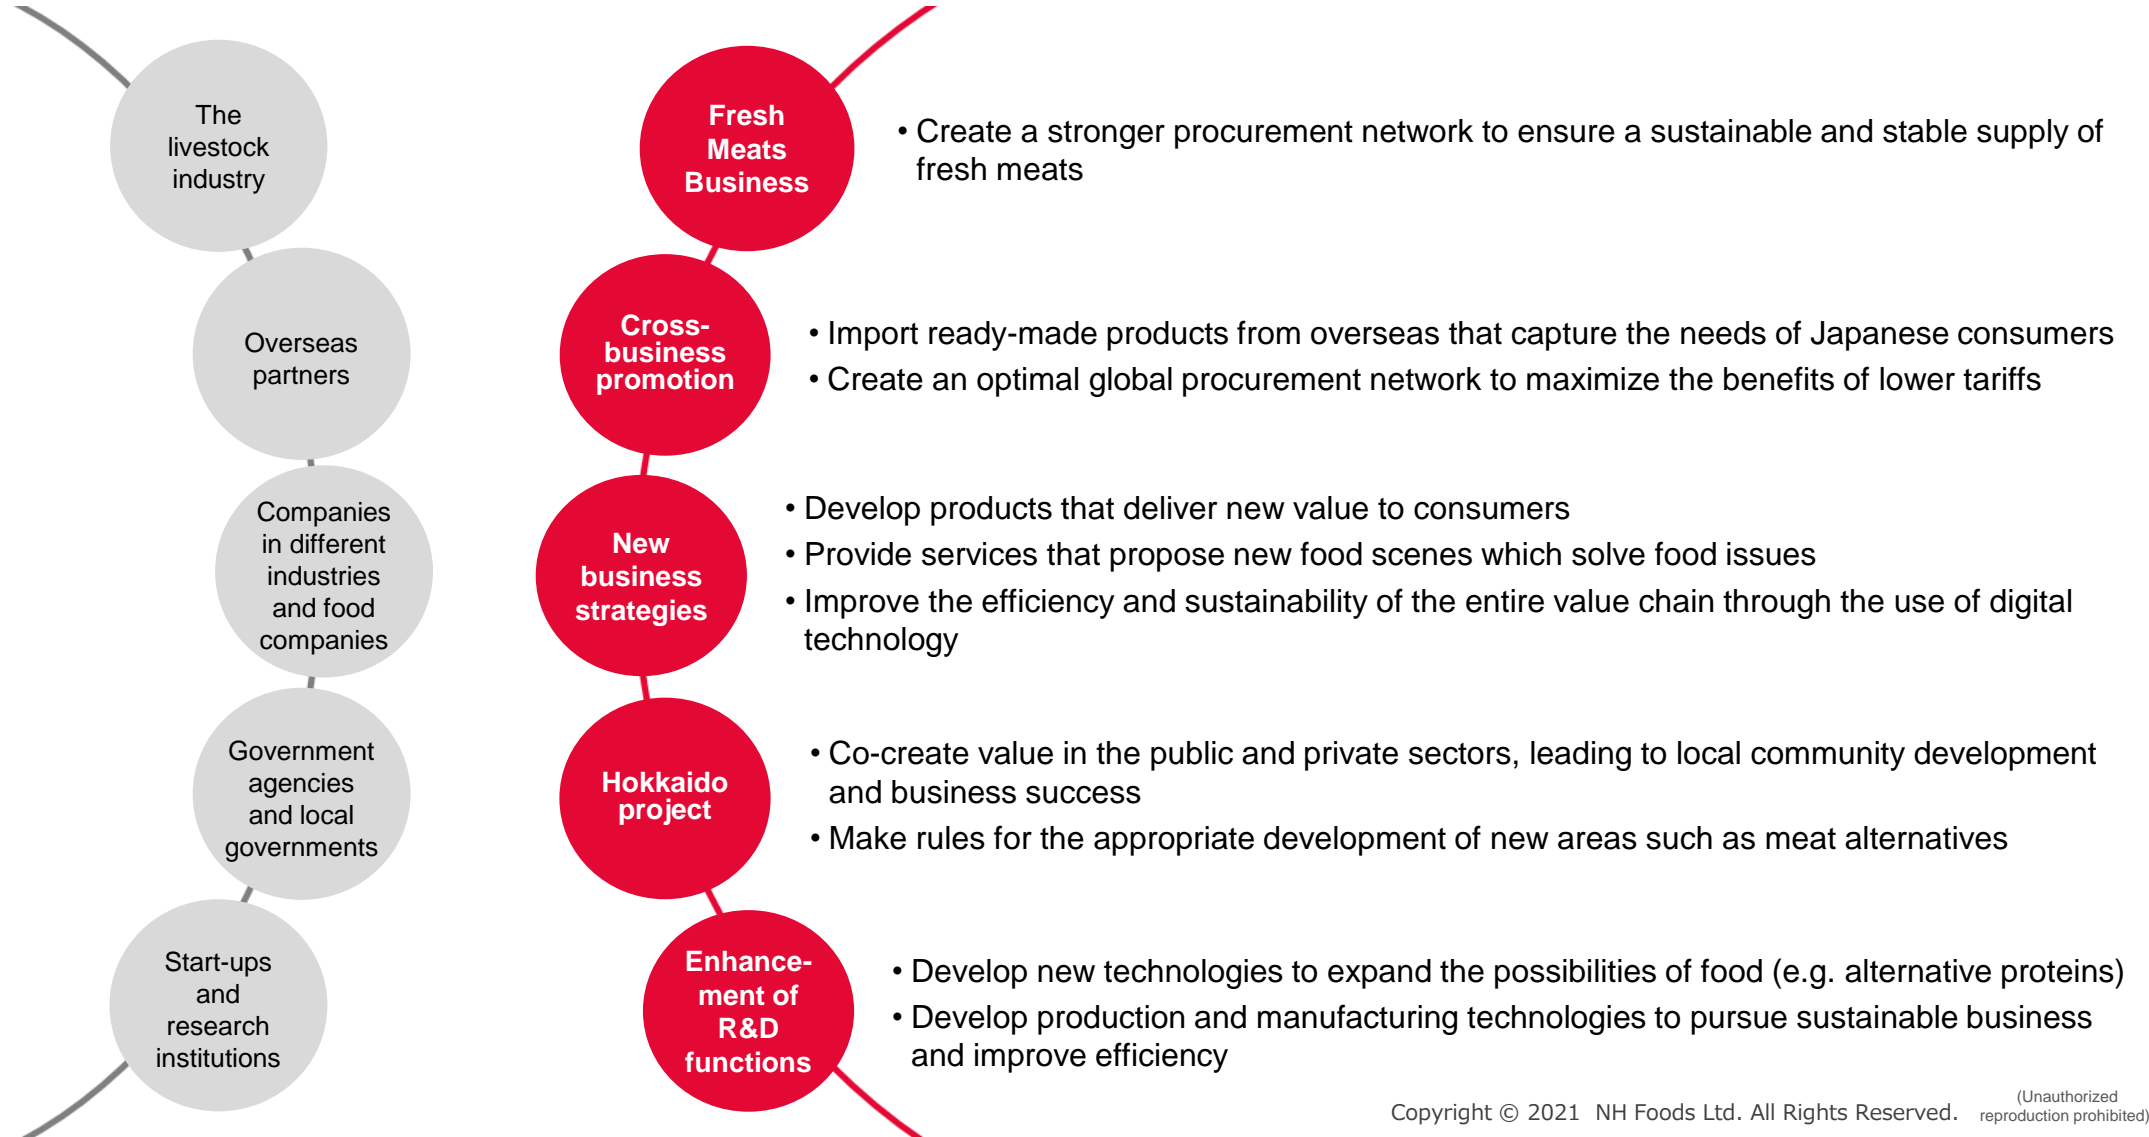 The
livestock
industry
Fresh
Meats
Business
• Create a stronger procurement network to ensure a sustainable and stable supply of
fresh meats
Overseas
partners
Cross-
business
promotion
• Import ready-made products from overseas that capture the needs of Japanese consumers
• Create an optimal global procurement network to maximize the benefits of lower tariffs
Companies
in different
industries
and food
companies
New
business
strategies
• Develop products that deliver new value to consumers
• Provide services that propose new food scenes which solve food issues
• Improve the efficiency and sustainability of the entire value chain through the use of digital
technology
Government
agencies
and local
governments
Hokkaido
project
• Co-create value in the public and private sectors, leading to local community development
and business success
• Make rules for the appropriate development of new areas such as meat alternatives
Start-ups
and
research
institutions
Enhance-
ment of
R&D
functions
• Develop new technologies to expand the possibilities of food (e.g. alternative proteins)
• Develop production and manufacturing technologies to pursue sustainable business
and improve efficiency
Copyright © 2021 NH Foods Ltd. All Rights Reserved.
(Unauthorized
reproduction prohibited)